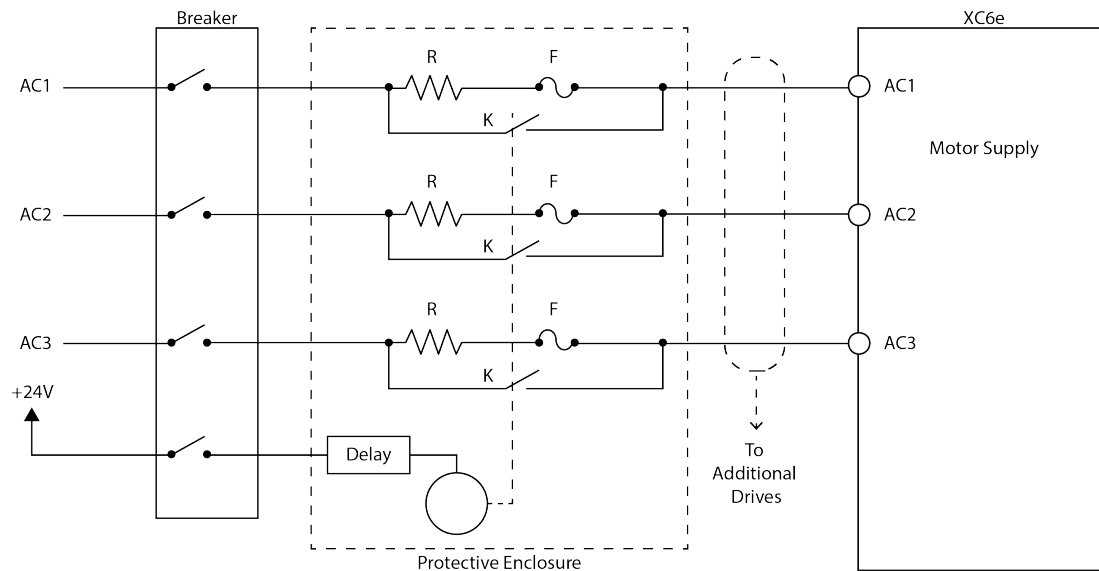 Breaker
XC6e
AC1
R
F
AC1
K
Motor Supply
AC2
R
F
AC2
K
AC3
R
F
AC3
K
+24V
Delay
To
Additional
Drives
Protective Enclosure